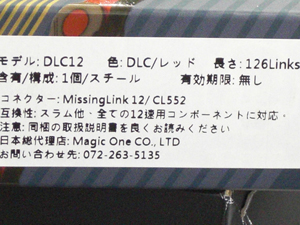 モデル: DLC12 色: DLC/レッド 長さ: 126Links
含有/構成: 1個/スチール 有効期限: 無し
コネクター: MissingLink 12/ CL552
互換性: スラム他、全ての12速用コンポーネントに対応。
注意: 同梱の取扱説明書を良くお読みください
日本総代理店: Magic One CO., LTD
お問い合わせ先: 072-263-5135